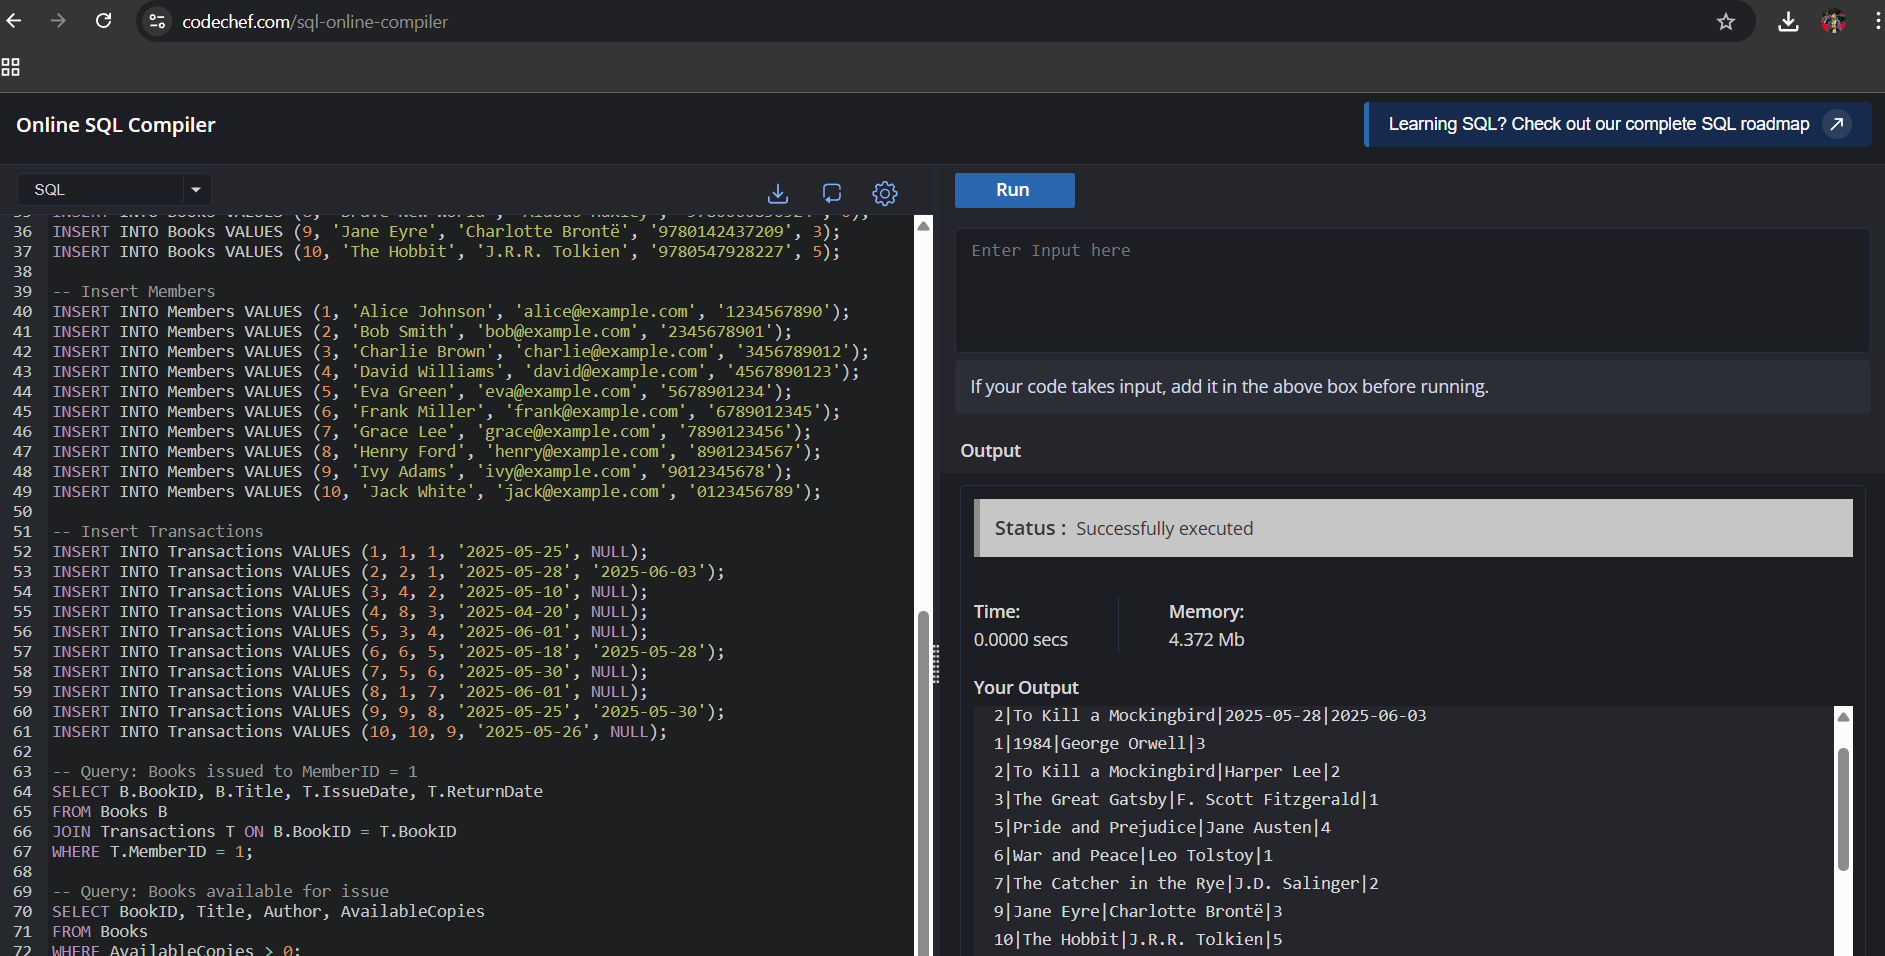 codechef.com/sql-online-compiler
Online SQL Compiler
Learning SQL? Check out our complete SQL roadmap
SQL
Run
36 INSERT INTO Books VALUES (9, 'Jane Eyre', 'Charlotte Brontë', '9780142437209', 3);
37 INSERT INTO Books VALUES (10, 'The Hobbit', 'J.R.R. Tolkien', '9780547928227', 5);
38
39 -- Insert Members
40 INSERT INTO Members VALUES (1, 'Alice Johnson', 'alice@example.com', '1234567890');
41 INSERT INTO Members VALUES (2, 'Bob Smith', 'bob@example.com', '2345678901');
42 INSERT INTO Members VALUES (3, 'Charlie Brown', 'charlie@example.com', '3456789012');
43 INSERT INTO Members VALUES (4, 'David Williams', 'david@example.com', '4567890123');
44 INSERT INTO Members VALUES (5, 'Eva Green', 'eva@example.com', '5678901234');
45 INSERT INTO Members VALUES (6, 'Frank Miller', 'frank@example.com', '6789012345');
46 INSERT INTO Members VALUES (7, 'Grace Lee', 'grace@example.com', '7890123456');
47 INSERT INTO Members VALUES (8, 'Henry Ford', 'henry@example.com', '8901234567');
48 INSERT INTO Members VALUES (9, 'Ivy Adams', 'ivy@example.com', '9012345678');
49 INSERT INTO Members VALUES (10, 'Jack White', 'jack@example.com', '0123456789');
50
51 -- Insert Transactions
52 INSERT INTO Transactions VALUES (1, 1, 1, '2025-05-25', NULL);
53 INSERT INTO Transactions VALUES (2, 2, 1, '2025-05-28', '2025-06-03');
54 INSERT INTO Transactions VALUES (3, 4, 2, '2025-05-10', NULL);
55 INSERT INTO Transactions VALUES (4, 8, 3, '2025-04-20', NULL);
56 INSERT INTO Transactions VALUES (5, 3, 4, '2025-06-01', NULL);
57 INSERT INTO Transactions VALUES (6, 6, 5, '2025-05-18', '2025-05-28');
58 INSERT INTO Transactions VALUES (7, 5, 6, '2025-05-30', NULL);
59 INSERT INTO Transactions VALUES (8, 1, 7, '2025-06-01', NULL);
60 INSERT INTO Transactions VALUES (9, 9, 8, '2025-05-25', '2025-05-30');
61 INSERT INTO Transactions VALUES (10, 10, 9, '2025-05-26', NULL);
62
63 -- Query: Books issued to MemberID = 1
64 SELECT B.BookID, B.Title, T.IssueDate, T.ReturnDate
65 FROM Books B
66 JOIN Transactions T ON B.BookID = T.BookID
67 WHERE T.MemberID = 1;
68
69 -- Query: Books available for issue
70 SELECT BookID, Title, Author, AvailableCopies
71 FROM Books
72 WHERE AvailableCopies > 0;
Enter Input here
If your code takes input, add it in the above box before running.
Output
Status : Successfully executed
Time:
0.0000 secs
Memory:
4.372 Mb
Your Output
2|To Kill a Mockingbird|2025-05-28|2025-06-03
1|1984|George Orwell|3
2|To Kill a Mockingbird|Harper Lee|2
3|The Great Gatsby|F. Scott Fitzgerald|1
5|Pride and Prejudice|Jane Austen|4
6|War and Peace|Leo Tolstoy|1
7|The Catcher in the Rye|J.D. Salinger|2
9|Jane Eyre|Charlotte Brontë|3
10|The Hobbit|J.R.R. Tolkien|5